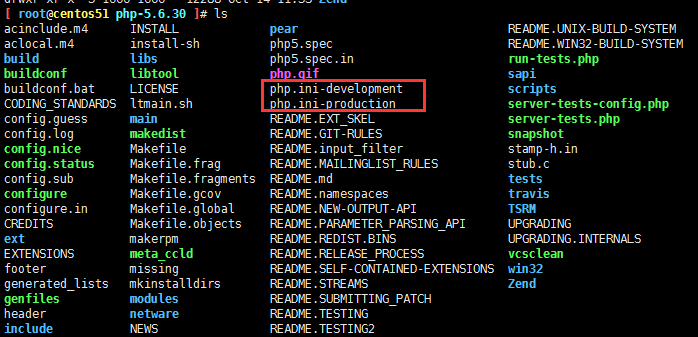 [ root@centos51 php-5.6.30 ]# ls
acinclude.m4 INSTALL pear README.UNIX-BUILD-SYSTEM
aclocal.m4 install-sh php5.spec README.WIN32-BUILD-SYSTEM
build libs php5.spec.in run-tests.php
buildconf libtool php.gif sapi
buildconf.bat LICENSE php.ini-development scripts
CODING_STANDARDS ltmain.sh php.ini-production server-tests-config.php
config.guess main README.EXT_SKEL server-tests.php
config.log makedist README.GIT-RULES snapshot
config.nice Makefile README.input_filter stamp-h.in
config.status Makefile.frag README.MAILINGLIST_RULES stub.c
config.sub Makefile.fragments README.md tests
configure Makefile.gcov README.namespaces travis
configure.in Makefile.global README.NEW-OUTPUT-API TSRM
CREDITS Makefile.objects README.PARAMETER_PARSING_API UPGRADING
ext makerpm README.REDIST.BINS UPGRADING.INTERNALS
EXTENSIONS meta_ccld README.RELEASE_PROCESS vcsclean
footer missing README.SELF-CONTAINED-EXTENSIONS win32
generated_lists mkinstalldirs README.STREAMS Zend
genfiles modules README.SUBMITTING_PATCH
header netware README.TESTING
include NEWS README.TESTING2